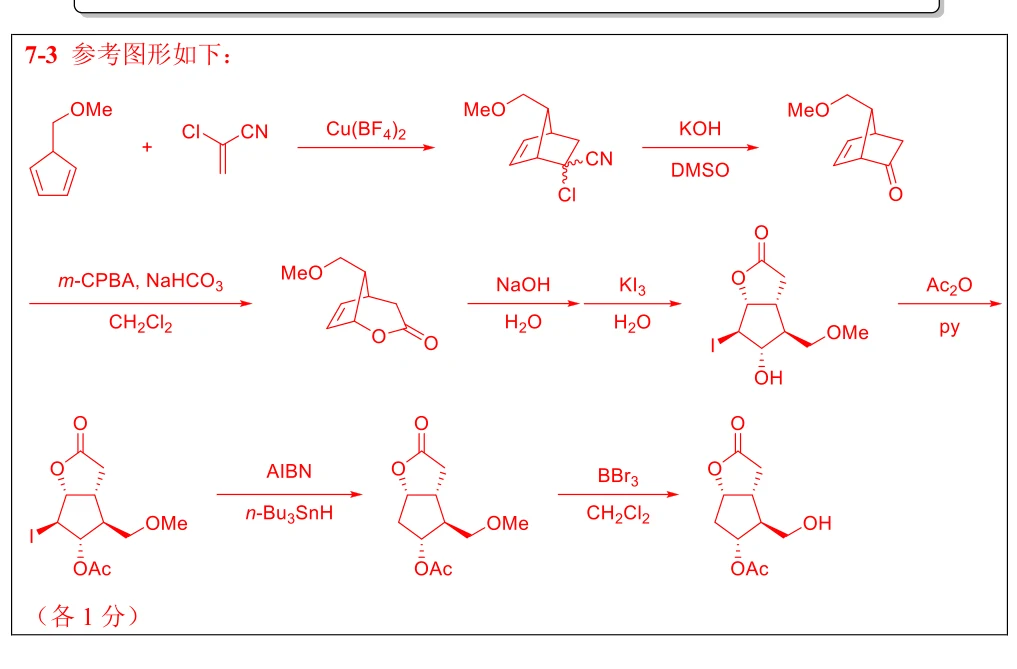 7-3 参考图形如下：
OMe
+
Cl
CN
Cu(BF4)2
MeO
CN
Cl
KOH
DMSO
MeO
O
m-CPBA, NaHCO3
CH2Cl2
MeO
O
O
NaOH
H2O
KI3
H2O
O
O
I
OMe
OH
Ac2O
py
O
O
I
OMe
OAc
AIBN
n-Bu3SnH
O
O
OMe
OAc
BBr3
CH2Cl2
O
O
OH
OAc
（各 1 分）